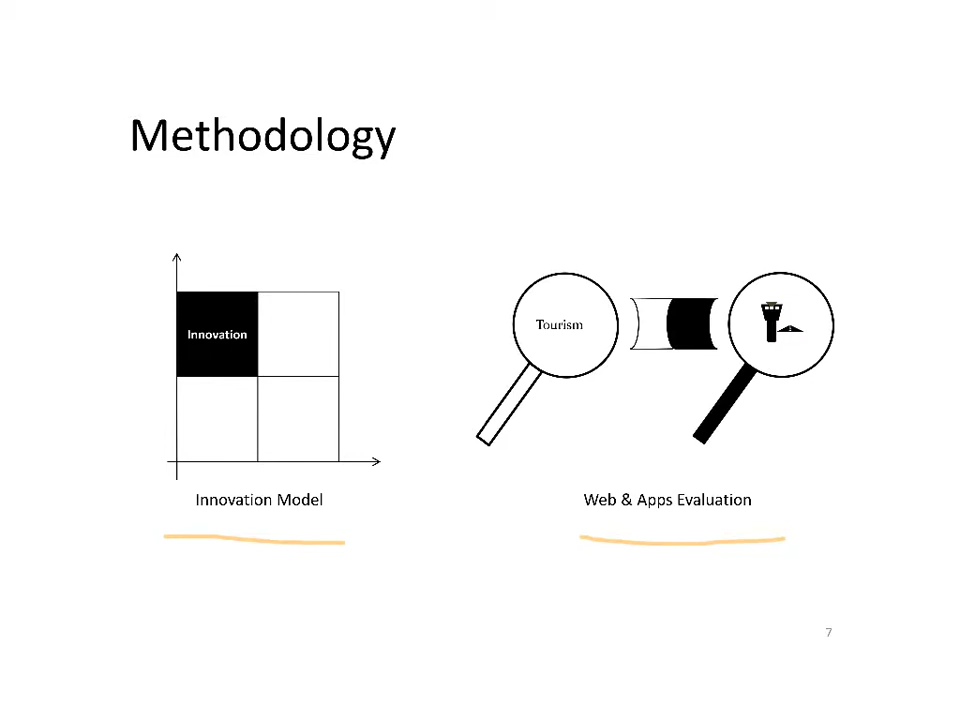 Methodology
Innovation
Tourism
Innovation Model
Web & Apps Evaluation
7